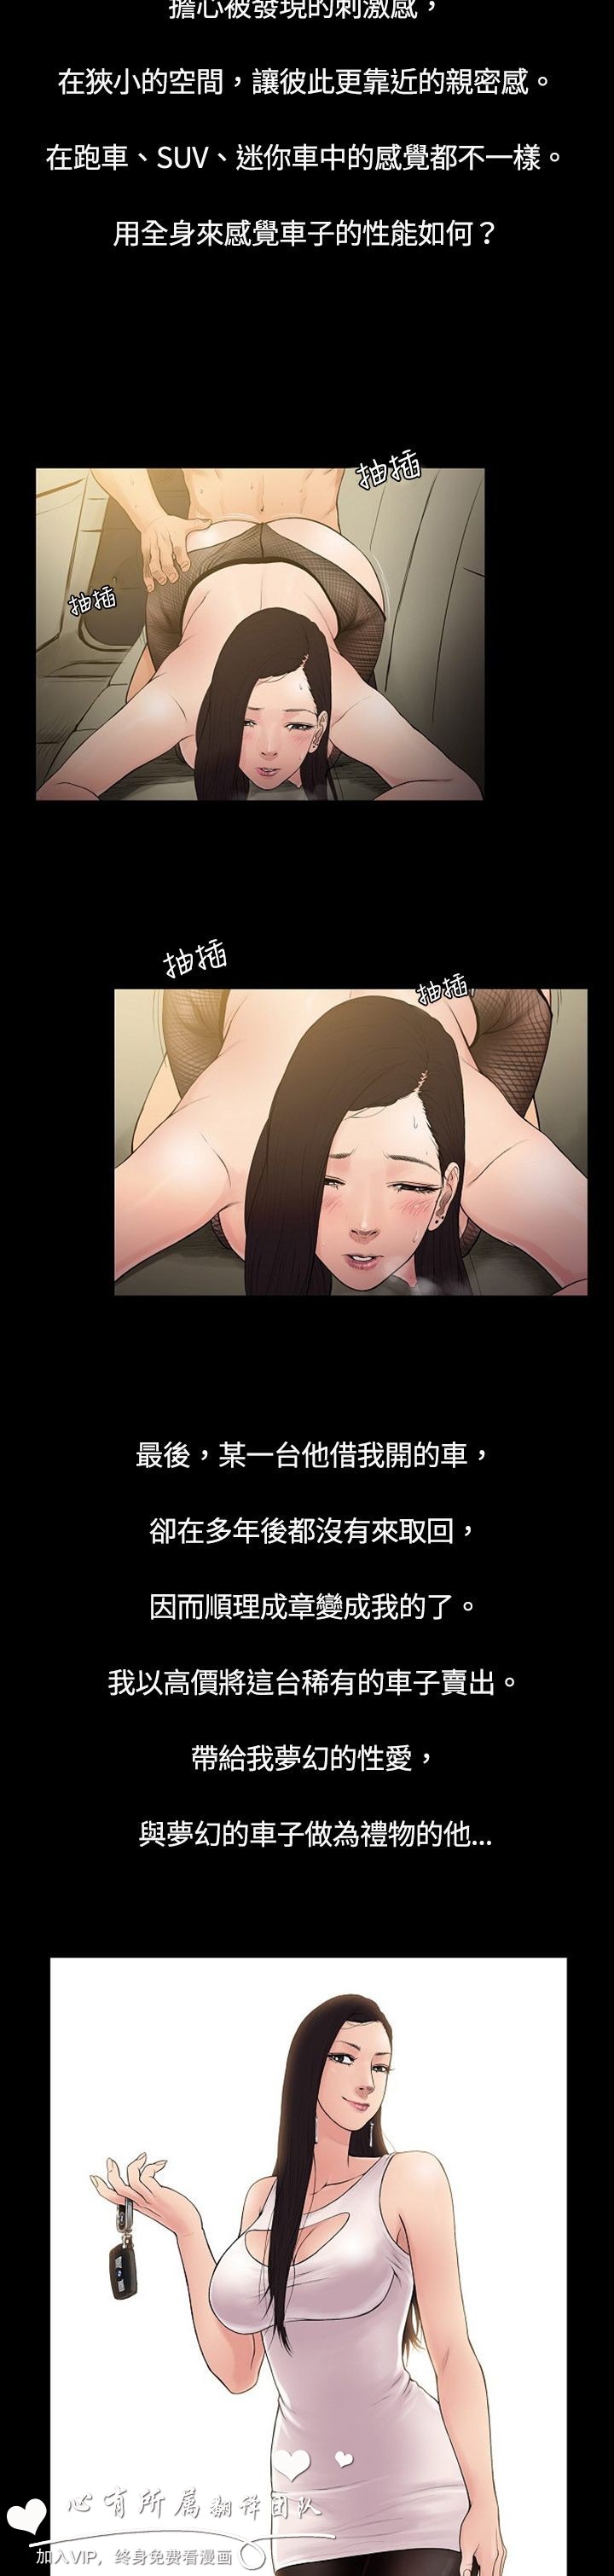 擔心被發現的刺激感，
在狹小的空間，讓彼此更靠近的親密感。
在跑車、SUV、迷你車中的感覺都不一樣。
用全身來感覺車子的性能如何？
抽插
抽插
抽插
抽插
最後，某一台他借我開的車，
卻在多年後都沒有來取回，
因而順理成章變成我的了。
我以高價將這台稀有的車子賣出。
帶給我夢幻的性愛，
與夢幻的車子做為禮物的他...
心有所属翻译团队
加入VIP，终身免费看漫画